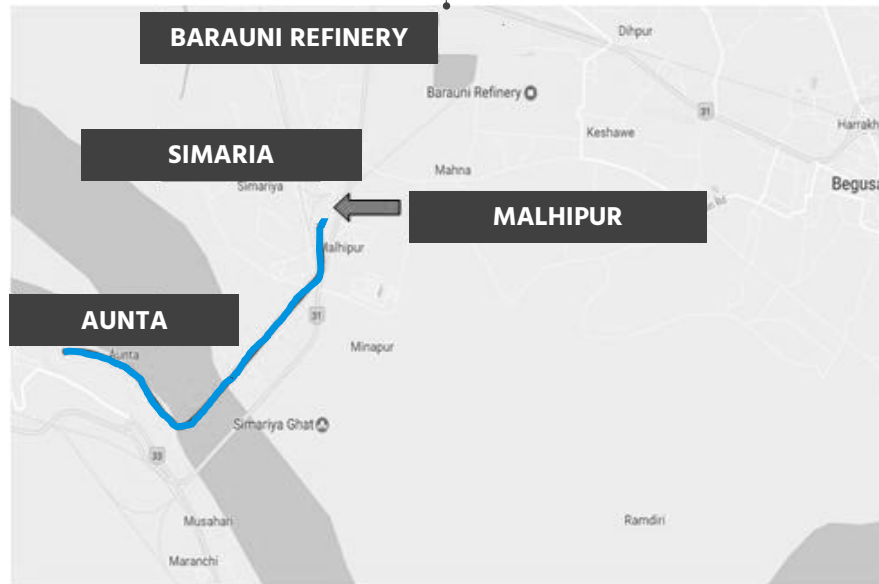 BARAUNI REFINERY
Dihpur
Barauni Refinery
31
Harrakh
Keshawe
SIMARIA
Mahna
Simariya
Begusa
MALHIPUR
Malhipur
31
AUNTA
Aunta
Minapur
Simariya Ghat
33
Musahari
Ramdiri
Maranchi